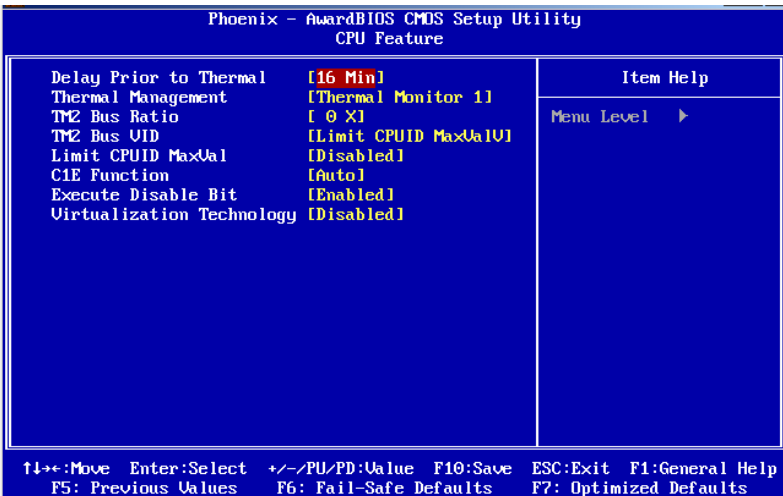 Phoenix - AwardBIOS CMOS Setup Utility
CPU Feature
Delay Prior to Thermal [16 Min]
Thermal Management [Thermal Monitor 1]
TM2 Bus Ratio [ 0 X]
TM2 Bus VID [Limit CPUID MaxValV]
Limit CPUID MaxVal [Disabled]
C1E Function [Auto]
Execute Disable Bit [Enabled]
Virtualization Technology [Disabled]
Item Help
Menu Level ▶
↑↓→←:Move Enter:Select +/-/PU/PD:Value F10:Save ESC:Exit F1:General Help
F5: Previous Values F6: Fail-Safe Defaults F7: Optimized Defaults